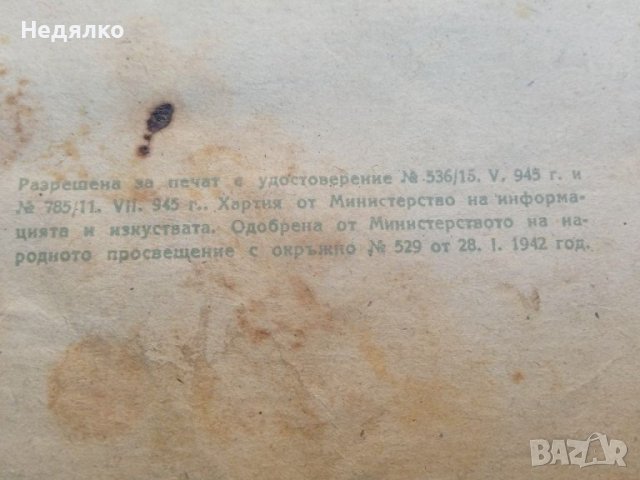 Недялко
Разрешена за печат с удостоверение № 536/15. V. 945 г. и
№ 785/11. VII. 945 г.. Хартия от Министерство на информа-
цията и изкуствата. Одобрена от Министерството на на-
родното просвещение с окръжно № 529 от 28. I. 1942 год.
BAZAR